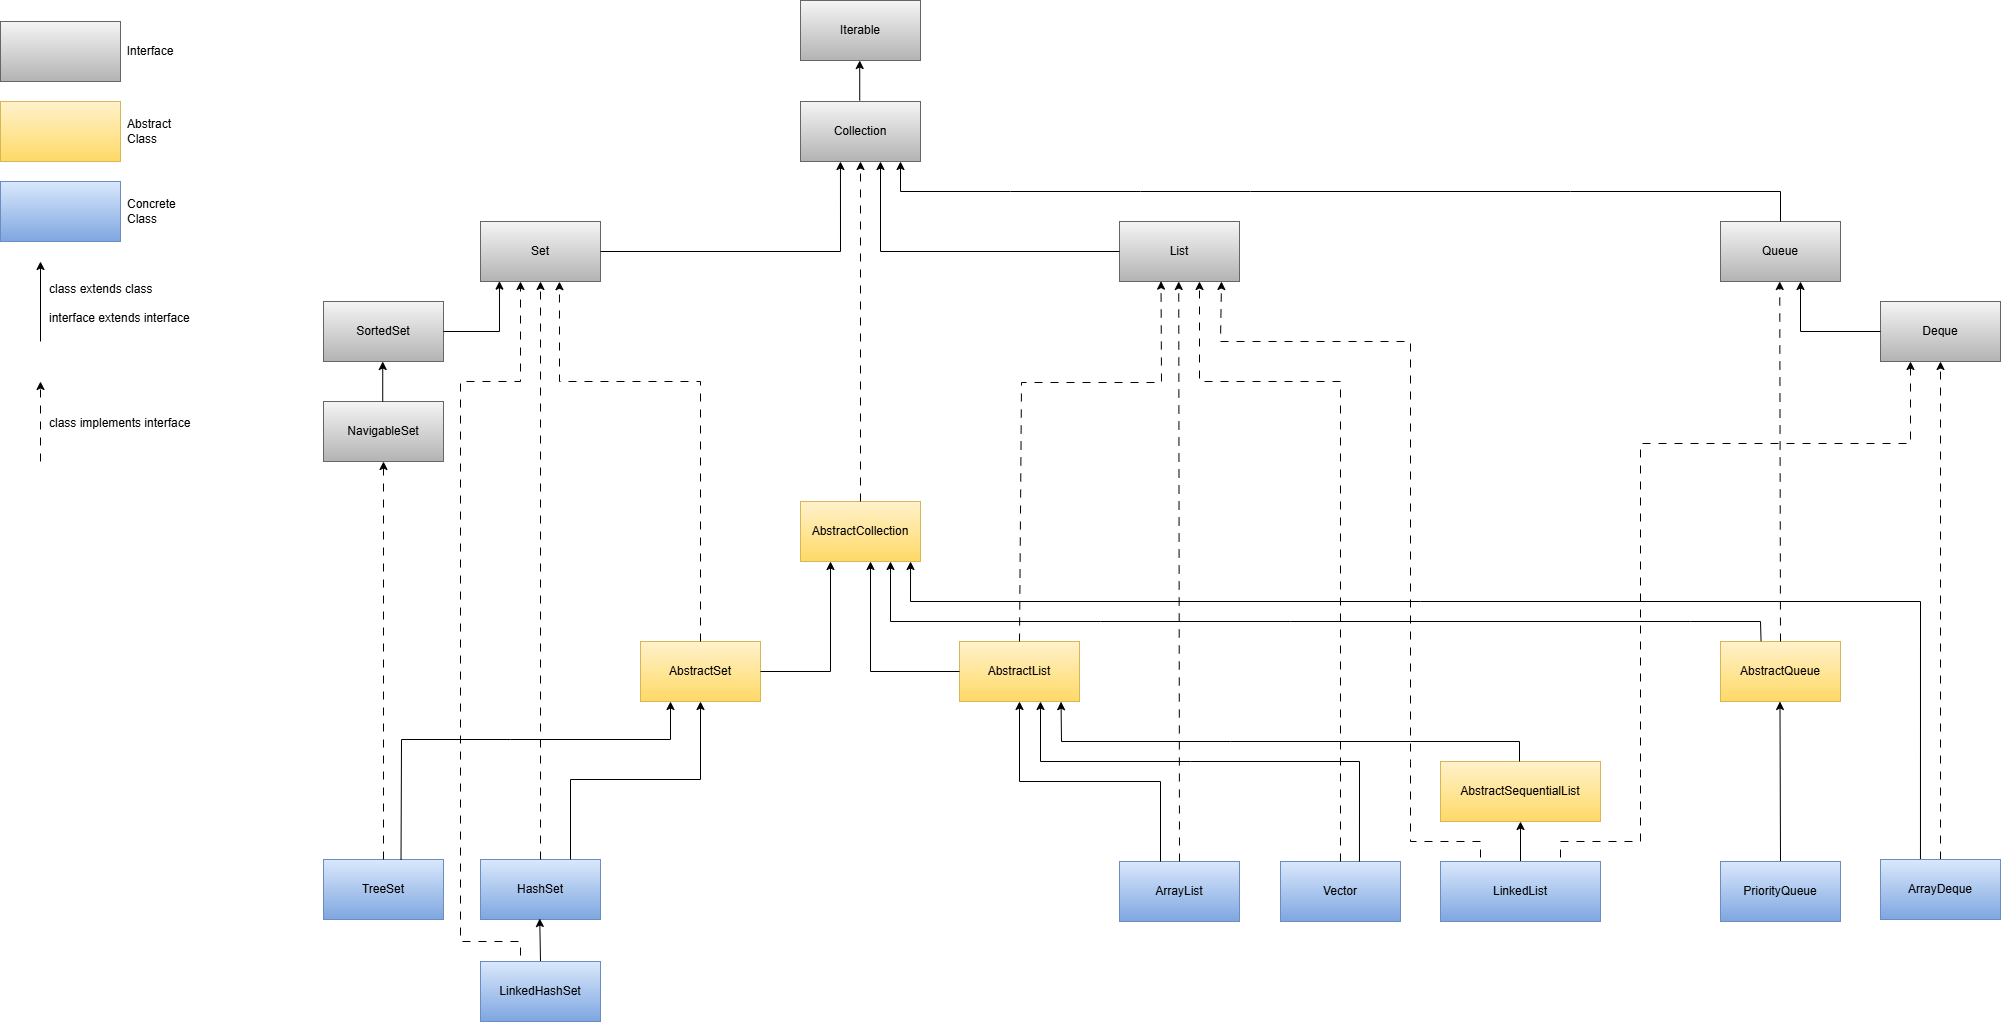 Iterable
Interface
Collection
Abstract
Class
Concrete
Class
Set
List
Queue
class extends class
interface extends interface
SortedSet
Deque
class implements interface
NavigableSet
AbstractCollection
AbstractSet
AbstractList
AbstractQueue
AbstractSequentialList
TreeSet
HashSet
ArrayList
Vector
LinkedList
PriorityQueue
ArrayDeque
LinkedHashSet